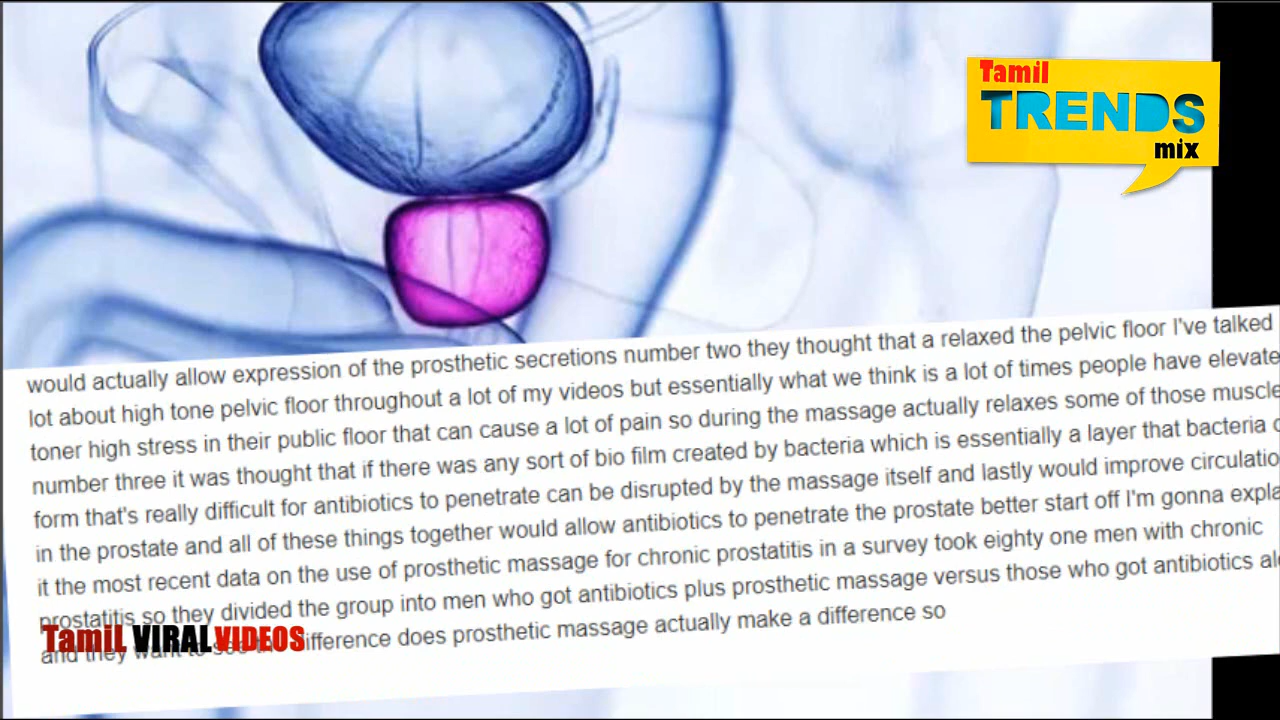 Tamil
TRENDS
mix
would actually allow expression of the prosthetic secretions number two they thought that a relaxed the pelvic floor I've talked
lot about high tone pelvic floor throughout a lot of my videos but essentially what we think is a lot of times people have elevate
toner high stress in their public floor that can cause a lot of pain so during the massage actually relaxes some of those muscle
number three it was thought that if there was any sort of bio film created by bacteria which is essentially a layer that bacteria
form that's really difficult for antibiotics to penetrate can be disrupted by the massage itself and lastly would improve circulatio
in the prostate and all of these things together would allow antibiotics to penetrate the prostate better start off I'm gonna expla
it the most recent data on the use of prosthetic massage for chronic prostatitis in a survey took eighty one men with chronic
prostatitis so they divided the group into men who got antibiotics plus prosthetic massage versus those who got antibiotics al
and they want to see the difference does prosthetic massage actually make a difference so
TamiL VIRAL VIDEOS